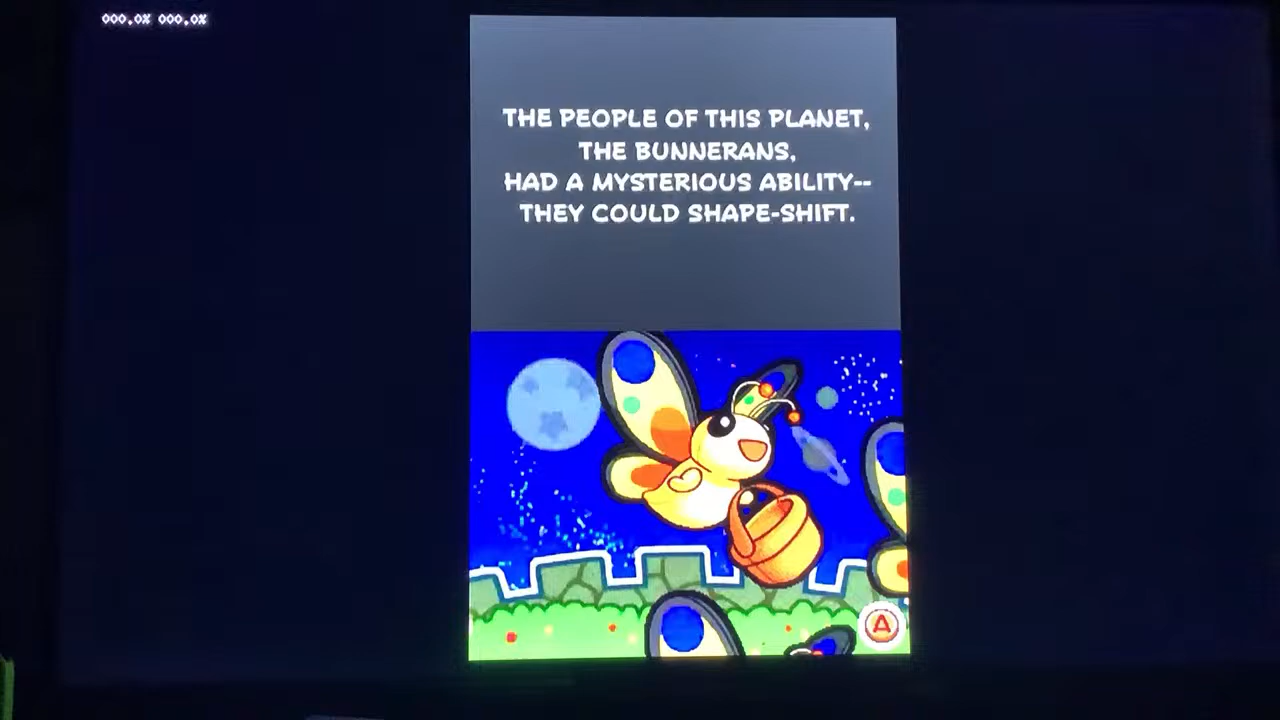 000.0% 000.0%
THE PEOPLE OF THIS PLANET,
THE BUNNERANS,
HAD A MYSTERIOUS ABILITY--
THEY COULD SHAPE-SHIFT.
A